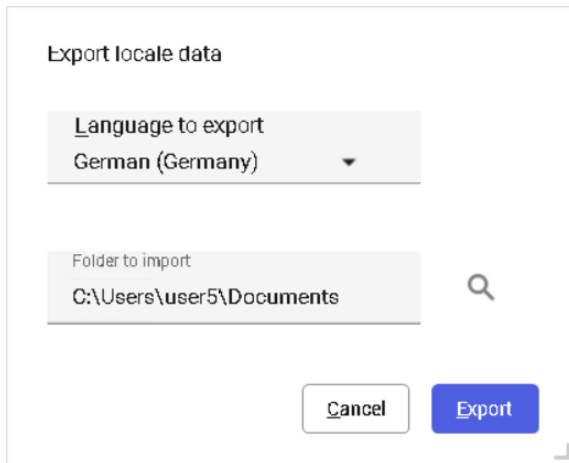 Export locale data
Language to export
German (Germany)
Folder to import
C:\Users\user5\Documents
Cancel
Export